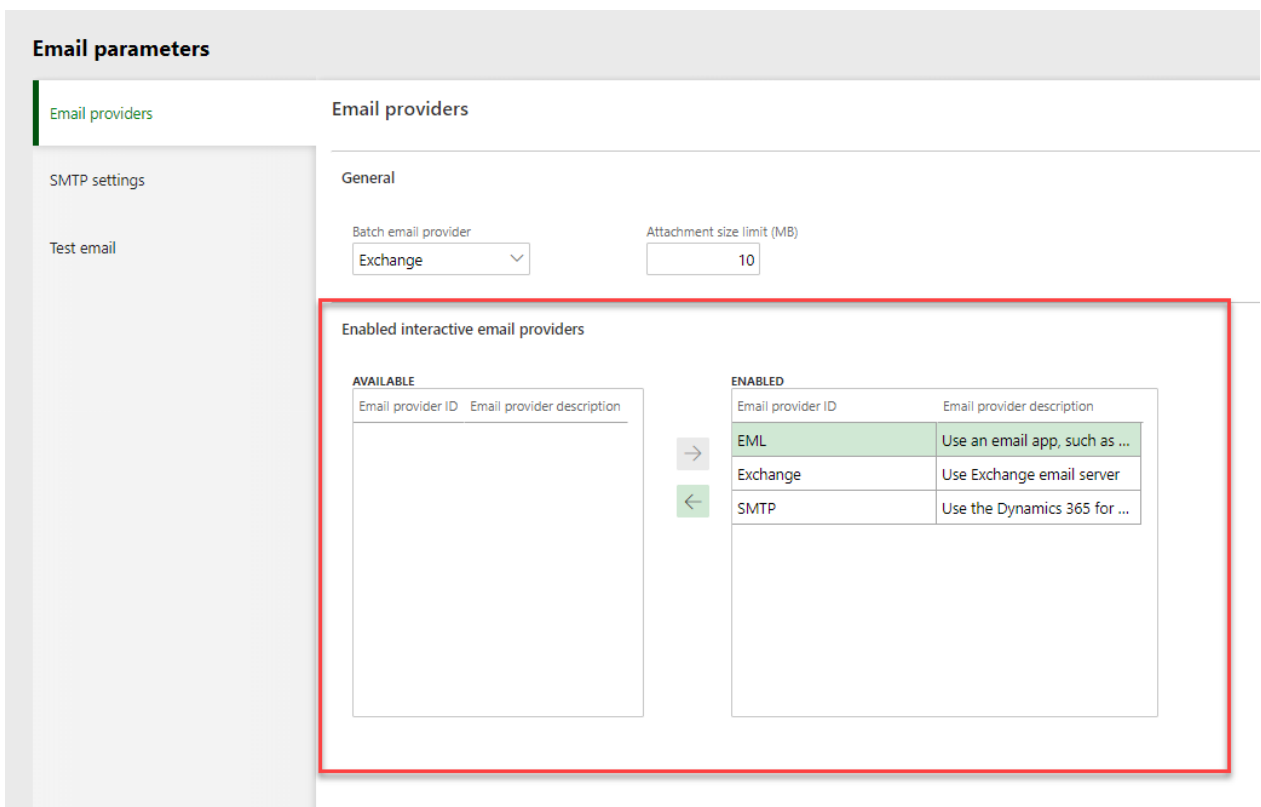 Email parameters
Email providers
SMTP settings
Test email
Email providers
General
Batch email provider
Exchange
Attachment size limit (MB)
10
Enabled interactive email providers
AVAILABLE
Email provider ID Email provider description
ENABLED
Email provider ID Email provider description
EML Use an email app, such as ...
Exchange Use Exchange email server
SMTP Use the Dynamics 365 for ...